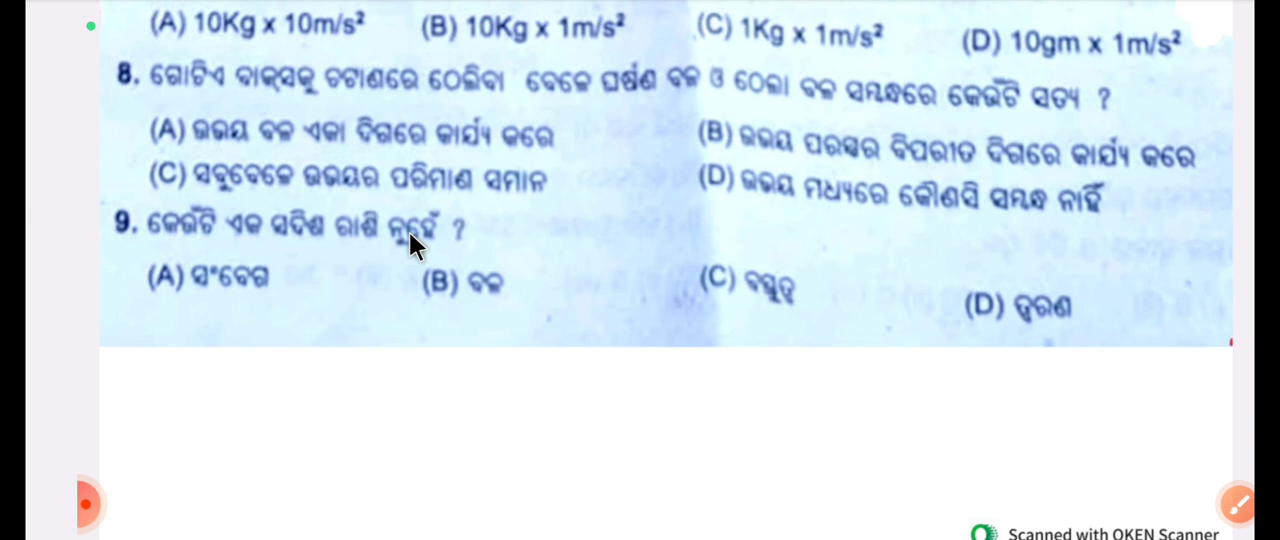 (A) 10Kg x 10m/s² (B) 10Kg x 1m/s² (C) 1Kg x 1m/s² (D) 10gm x 1m/s²
8. ଗୋଟିଏ ବାକ୍ସକୁ ଚଟାଣରେ ଠେଲିବା ବେଳେ ଘର୍ଷଣ ବଳ ଓ ଠେଲା ବଳ ସମ୍ବନ୍ଧରେ କେଉଁଟି ସତ୍ୟ ?
(A) ଉଭୟ ବଳ ଏକା ଦିଗରେ କାର୍ଯ୍ୟ କରେ (B) ଉଭୟ ପରସ୍ପର ବିପରୀତ ଦିଗରେ କାର୍ଯ୍ୟ କରେ
(C) ସବୁବେଳେ ଉଭୟର ପରିମାଣ ସମାନ (D) ଉଭୟ ମଧ୍ୟରେ କୌଣସି ସମ୍ବନ୍ଧ ନାହିଁ
9. କେଉଁଟି ଏକ ସଦିଶ ରାଶି ନୁହେଁ ?
(A) ସଂବେଗ (B) ବଳ (C) ବସ୍ତୁତ୍ୱ (D) ତ୍ୱରଣ
Scanned with OKEN Scanner